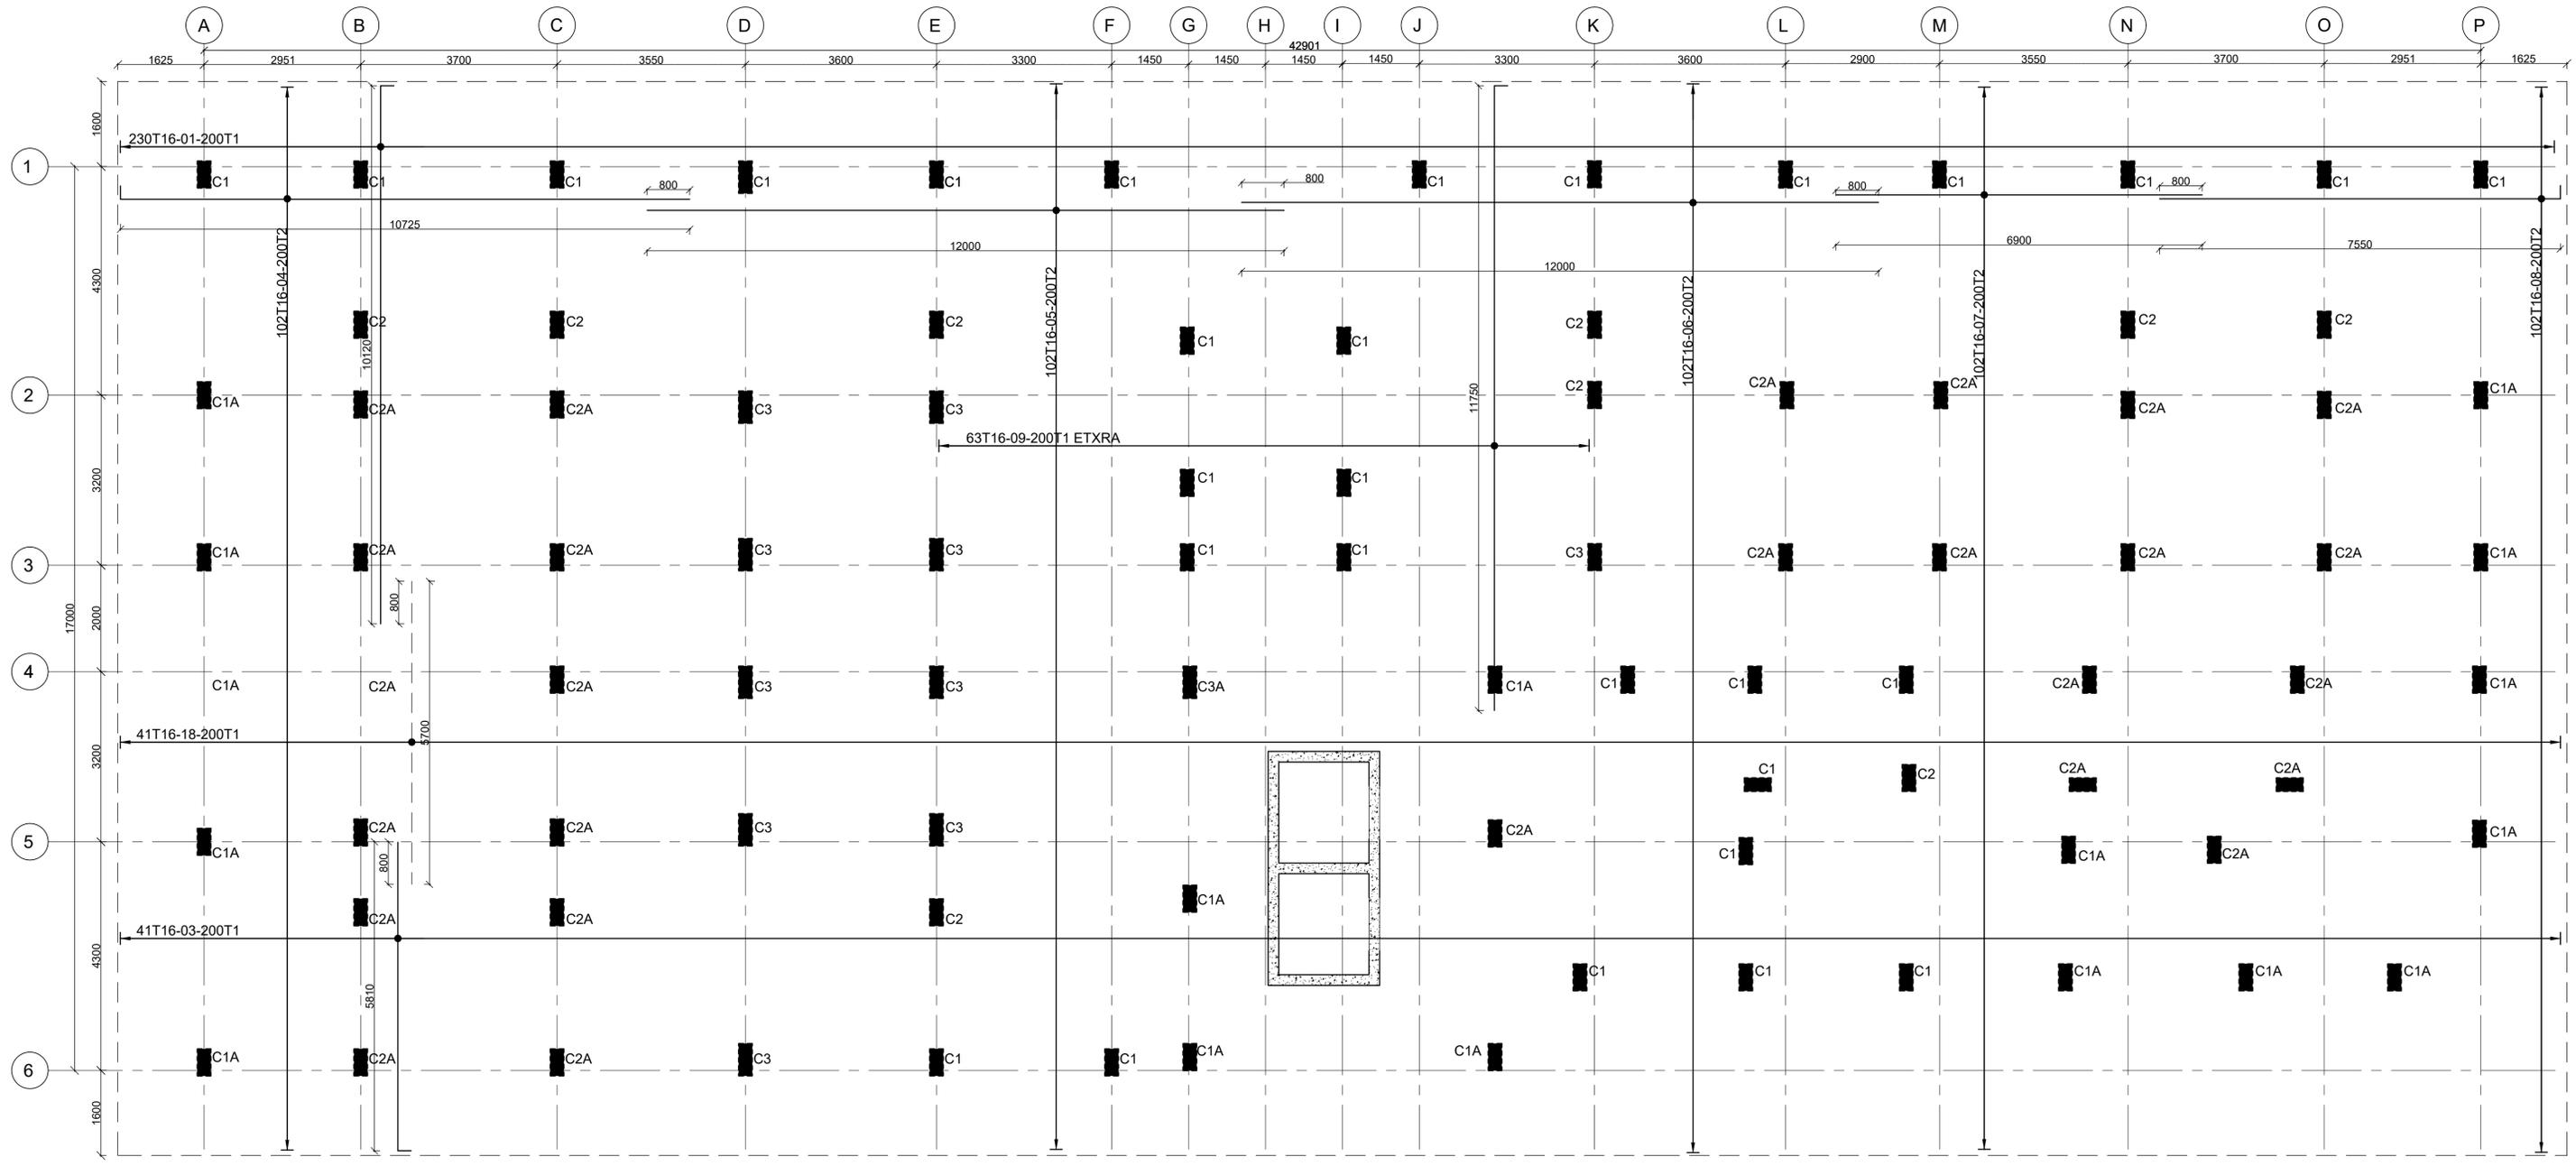 A B C D E F G H I J K L M N O P
42901
1625 2951 3700 3550 3600 3300 1450 1450 1450 1450 3300 3600 2900 3550 3700 2951 1625
1600
230T16-01-200T1
1
C1 C1 C1 C1 C1 C1 C1 C1 C1 C1 C1 C1 C1
800 800 800 800
10725
12000
12000
6900
7550
102T16-04-200T2
102T16-05-200T2
102T16-06-200T2
102T16-07-200T2
102T16-08-200T2
4300
C2 C2 C2 C1 C1 C2 C2 C2
10120
11750
2
C1A C2A C2A C3 C3 C2 C2A C2A C2A C2A C1A
63T16-09-200T1 ETXRA
3200
C1 C1
3
C1A C2A C2A C3 C3 C1 C1 C3 C2A C2A C2A C2A C1A
800
2000
17000
4
C1A C2A C2A C3 C3 C3A C1A C1 C1 C1 C2A C2A C1A
5700
41T16-18-200T1
3200
C1 C2 C2A C2A
5
C1A C2A C2A C3 C3 C2A C1 C1A C2A C1A
800
C2A C2A C2 C1A
41T16-03-200T1
4300
C1 C1 C1 C1A C1A C1A
5810
6
C1A C2A C2A C3 C1 C1 C1A C1A
1600